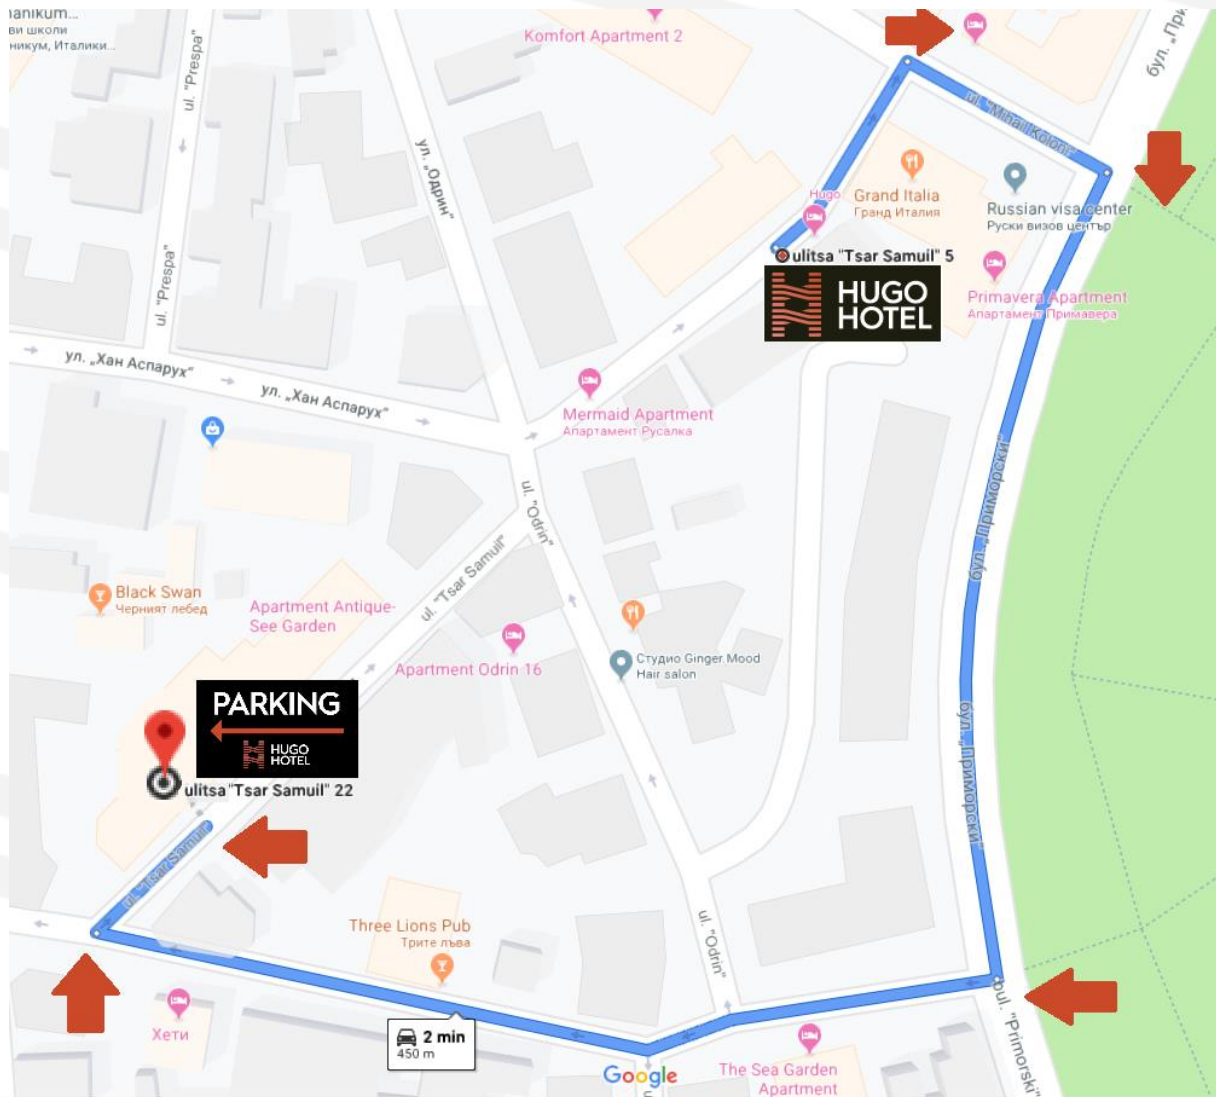 anikum...
ви школи
никум, Италики...
ul. "Prespa"
ul. "Prespa"
Komfort Apartment 2
бул. „При
ул. „Одрин"
ul. "Mihail Koloni"
Hugo
Grand Italia
Гранд Италия
Russian visa center
Руски визов център
ulitsa "Tsar Samuil" 5
HUGO
HOTEL
Primavera Apartment
Апартамент Примавера
ул. „Хан Аспарух"
ул. „Хан Аспарух"
Mermaid Apartment
Апартамент Русалка
бул. „Приморски"
ul. "Odrin"
ul. "Tsar Samuil"
Black Swan
Черният лебед
Apartment Antique-
See Garden
Apartment Odrin 16
Студио Ginger Mood
Hair salon
PARKING
HUGO
HOTEL
ulitsa "Tsar Samuil" 22
бул. „Приморски"
ul. "Tsar Samuil"
Three Lions Pub
Трите лъва
ul. "Odrin"
bul. "Primorski"
Хети
2 min
450 m
Google
The Sea Garden
Apartment